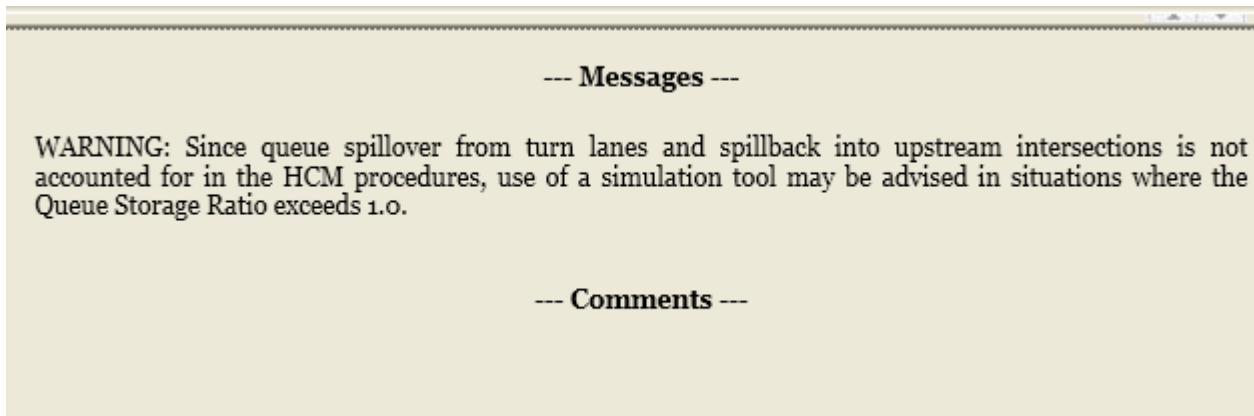 --- Messages ---
WARNING: Since queue spillover from turn lanes and spillback into upstream intersections is not
accounted for in the HCM procedures, use of a simulation tool may be advised in situations where the
Queue Storage Ratio exceeds 1.0.
--- Comments ---